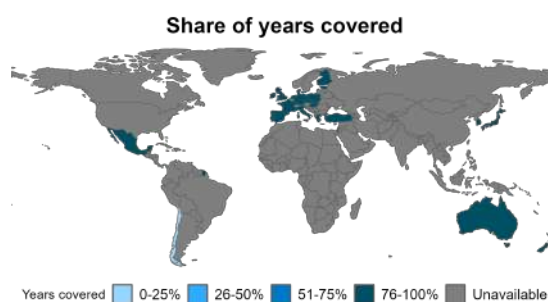 Share of years covered
Years covered 0-25% 26-50% 51-75% 76-100% Unavailable